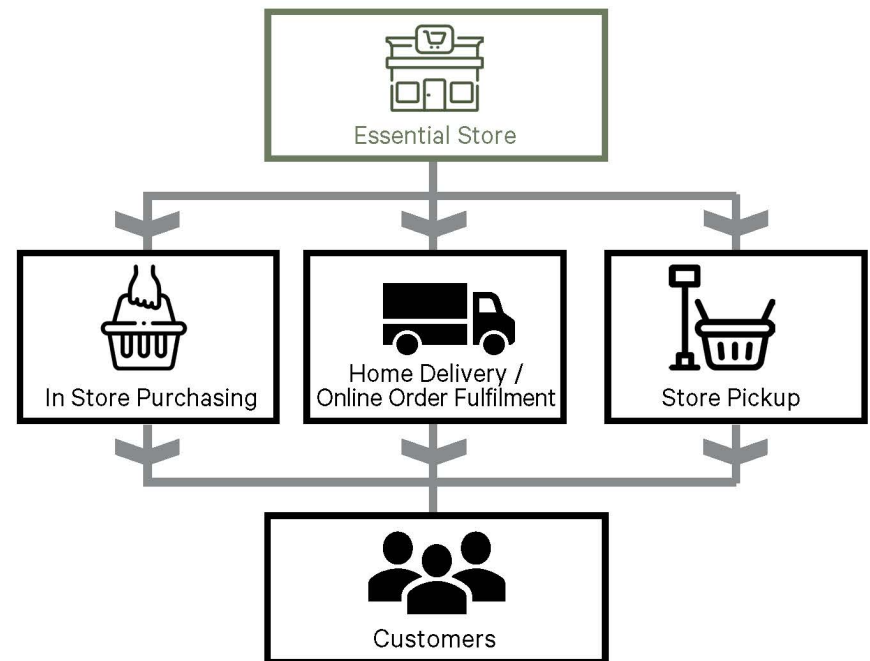 Essential Store
In Store Purchasing
Home Delivery /
Online Order Fulfilment
Store Pickup
Customers